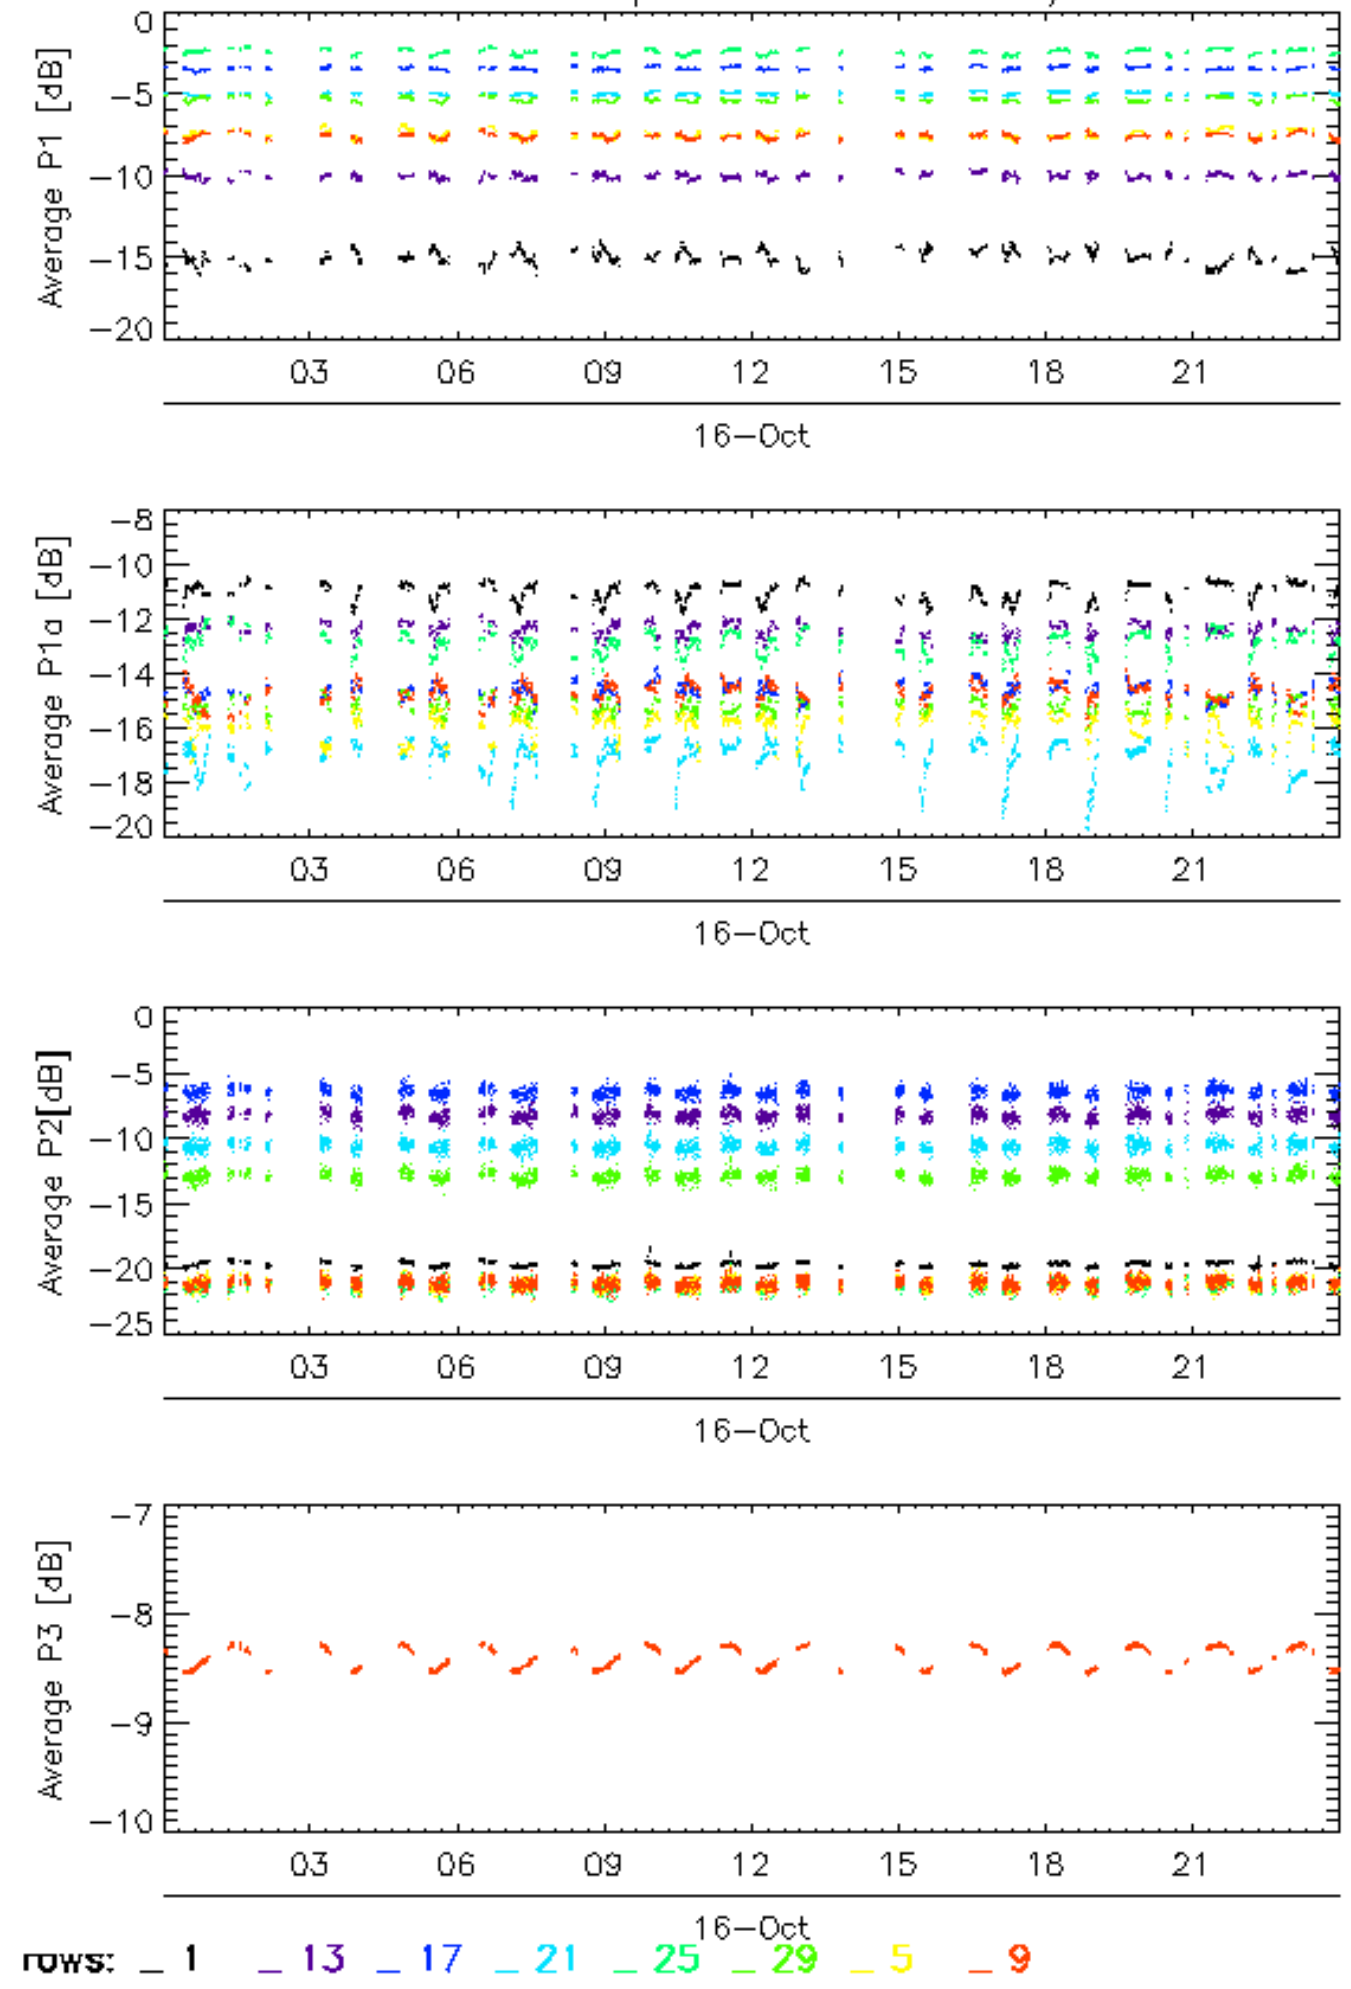 0
−5
−10
−15
−20
Average P1 [dB]
03 06 09 12 15 18 21
16−Oct
−8
−10
−12
−14
−16
−18
−20
Average P1a [dB]
03 06 09 12 15 18 21
16−Oct
0
−5
−10
−15
−20
−25
Average P2[dB]
03 06 09 12 15 18 21
16−Oct
−7
−8
−9
−10
Average P3 [dB]
03 06 09 12 15 18 21
16−Oct
rows: _ 1 _ 13 _ 17 _ 21 _ 25 _ 29 _ 5 _ 9